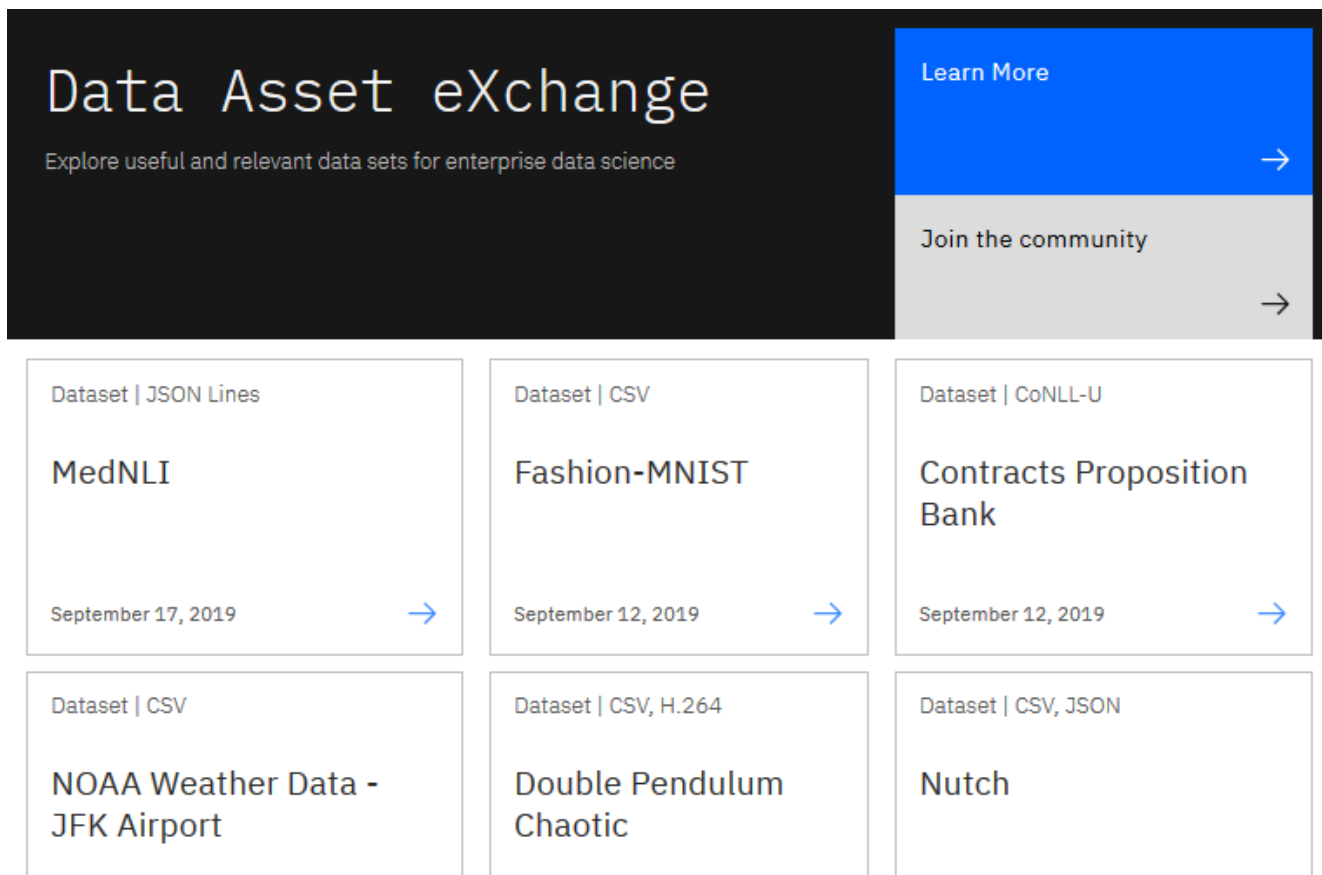 Data Asset eXchange
Explore useful and relevant data sets for enterprise data science
Learn More
Join the community
Dataset | JSON Lines
MedNLI
September 17, 2019
Dataset | CSV
Fashion-MNIST
September 12, 2019
Dataset | CoNLL-U
Contracts Proposition
Bank
September 12, 2019
Dataset | CSV
NOAA Weather Data -
JFK Airport
Dataset | CSV, H.264
Double Pendulum
Chaotic
Dataset | CSV, JSON
Nutch